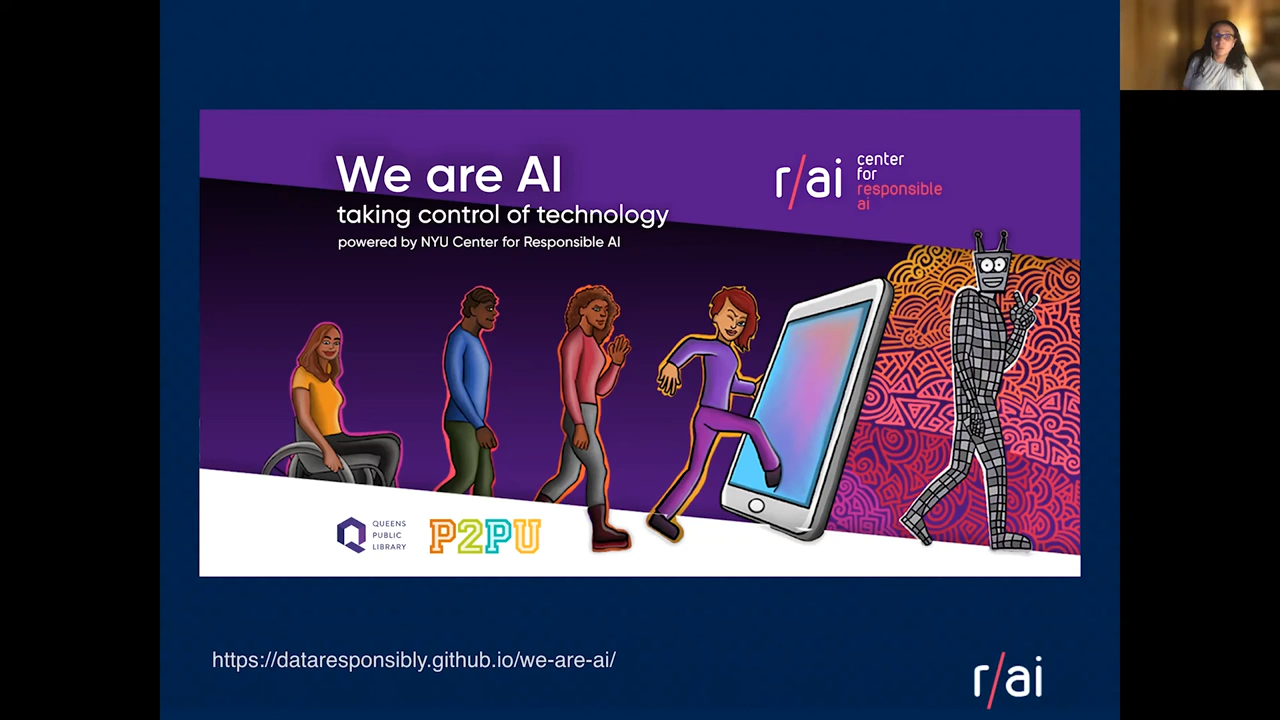 We are AI
taking control of technology
powered by NYU Center for Responsible AI
r/ai
center
for
responsible
ai
QUEENS
PUBLIC
LIBRARY
P2PU
https://dataresponsibly.github.io/we-are-ai/
r/ai